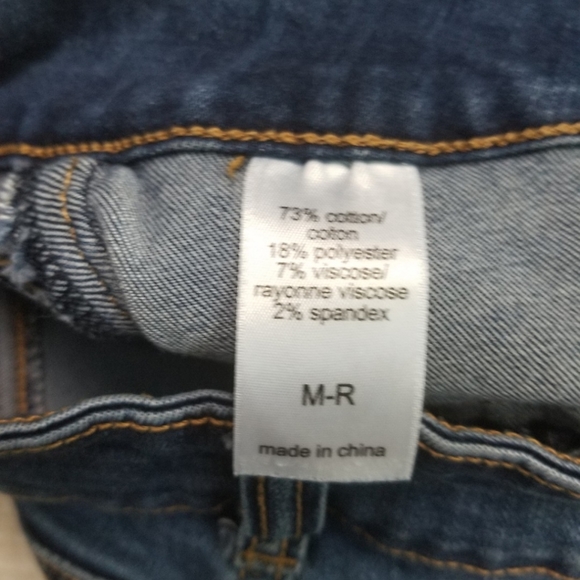 73% cotton/
coton
18% polyester
7% viscose/
rayonne viscose
2% spandex
M-R
made in china